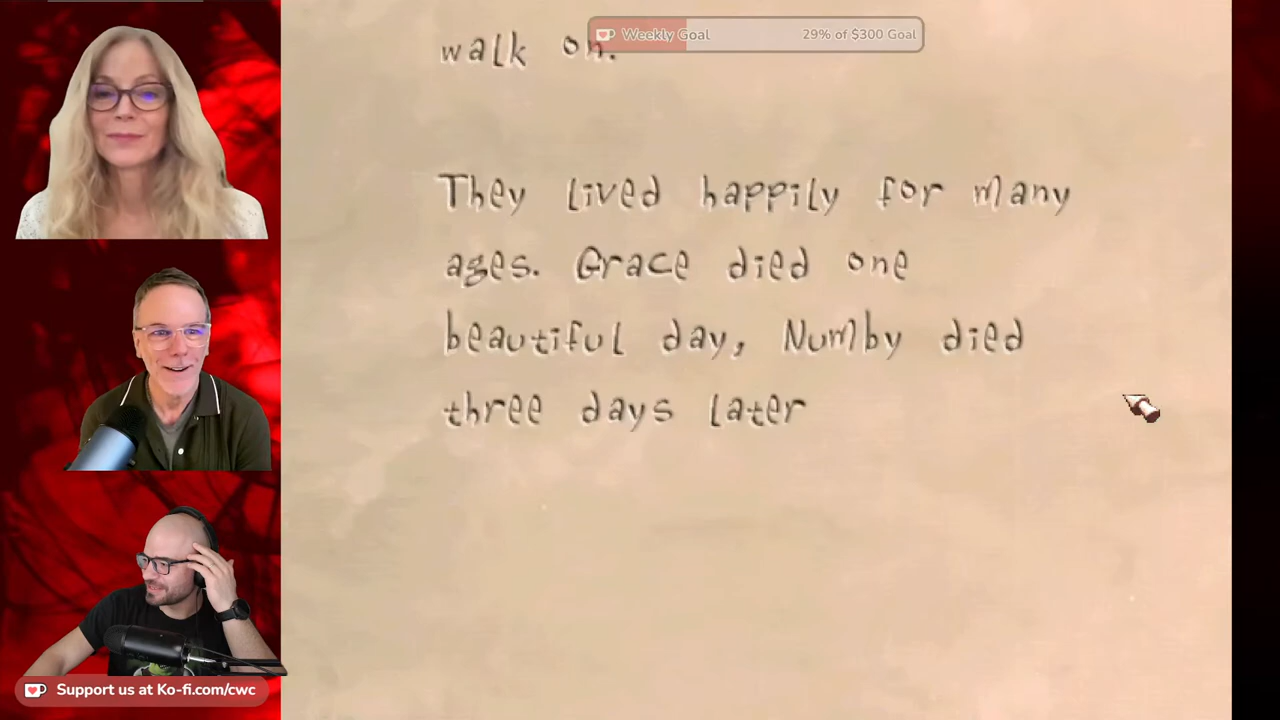 walk on.
Weekly Goal
29% of $300 Goal
They lived happily for many
ages. Grace died one
beautiful day, Numby died
three days later
Support us at Ko-fi.com/cwc